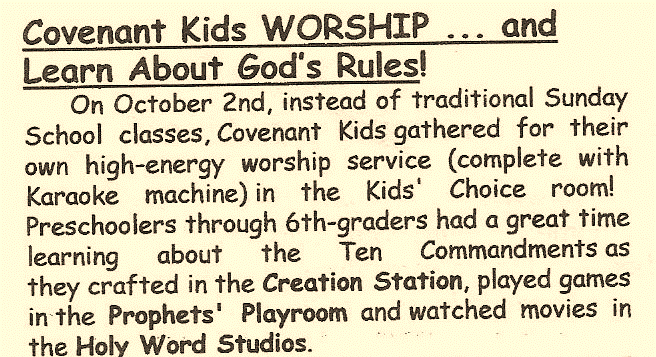 Covenant Kids WORSHIP ... and
Learn About God's Rules!
On October 2nd, instead of traditional Sunday
School classes, Covenant Kids gathered for their
own high-energy worship service (complete with
Karaoke machine) in the Kids' Choice room!
Preschoolers through 6th-graders had a great time
learning about the Ten Commandments as
they crafted in the Creation Station, played games
in the Prophets' Playroom and watched movies in
the Holy Word Studios.